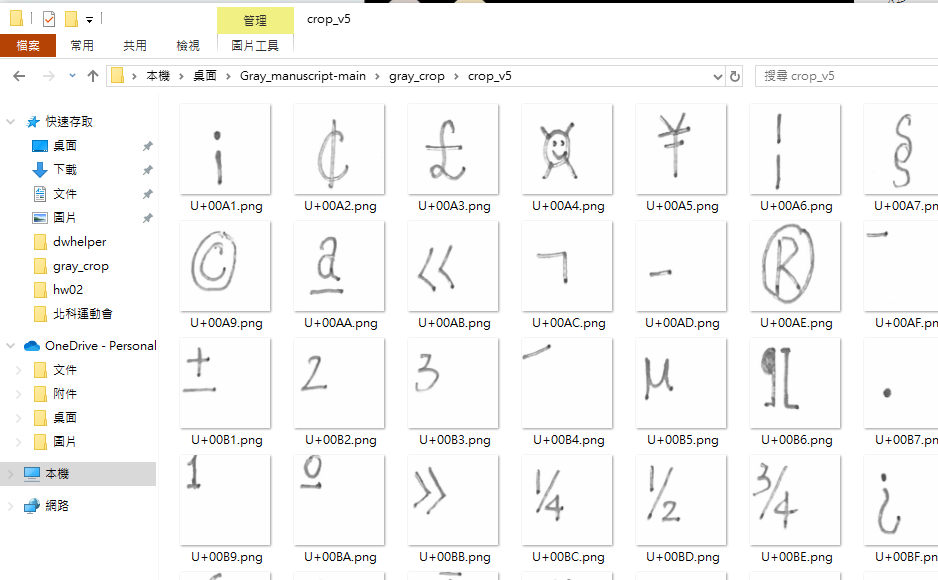 管理
crop_v5
檔案
常用
共用
檢視
圖片工具
本機 > 桌面 > Gray_manuscript-main > gray_crop > crop_v5
搜尋 crop_v5
快速存取
桌面
下載
文件
圖片
dwhelper
gray_crop
hw02
北科運動會
OneDrive - Personal
文件
附件
桌面
圖片
本機
網路
¡ ¢ £ ¥ ¦ §
U+00A1.png U+00A2.png U+00A3.png U+00A4.png U+00A5.png U+00A6.png U+00A7.pn
© ª « ¬ - ® ¯
U+00A9.png U+00AA.png U+00AB.png U+00AC.png U+00AD.png U+00AE.png U+00AF.pn
± 2 3 ´ µ ¶ ·
U+00B1.png U+00B2.png U+00B3.png U+00B4.png U+00B5.png U+00B6.png U+00B7.pn
1 º » ¼ ½ ¾ ¿
U+00B9.png U+00BA.png U+00BB.png U+00BC.png U+00BD.png U+00BE.png U+00BF.pn